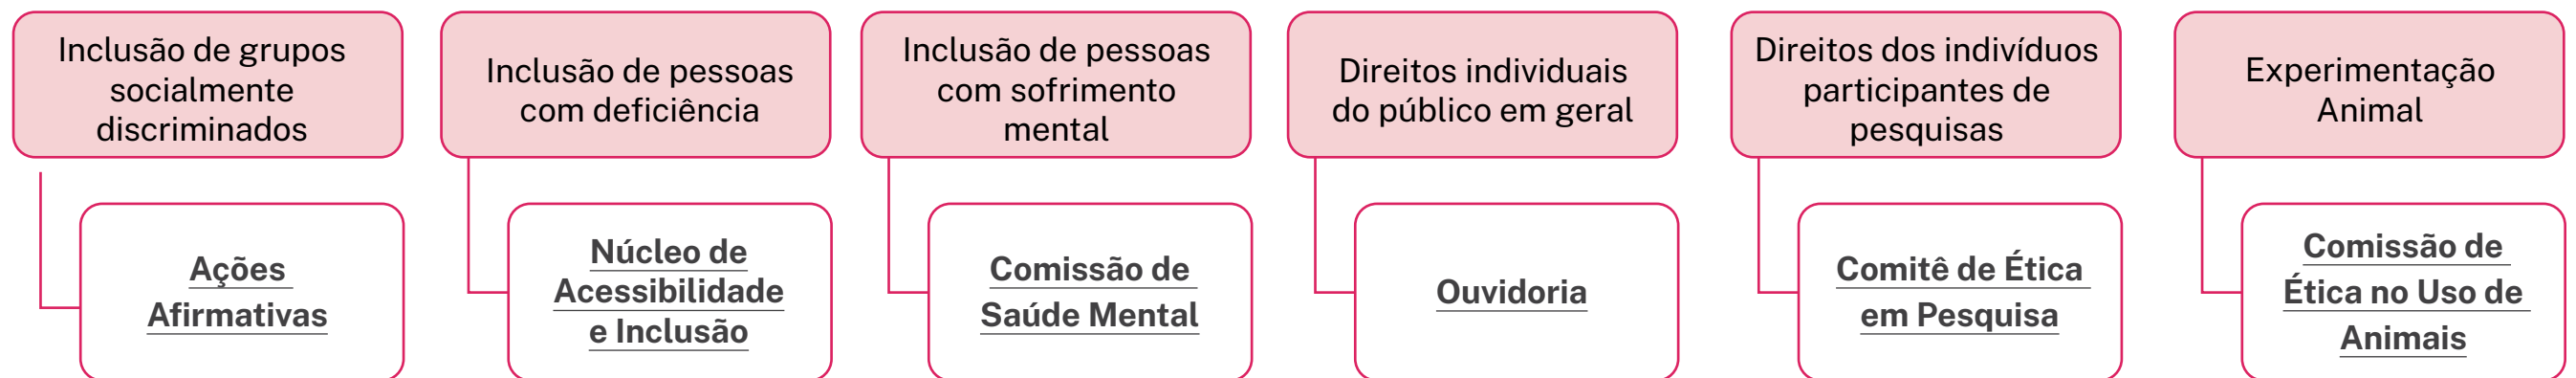 Inclusão de grupos
socialmente
discriminados
Ações
Afirmativas
Inclusão de pessoas
com deficiência
Núcleo de
Acessibilidade
e Inclusão
Inclusão de pessoas
com sofrimento
mental
Comissão de
Saúde Mental
Direitos individuais
do público em geral
Ouvidoria
Direitos dos indivíduos
participantes de
pesquisas
Comitê de Ética
em Pesquisa
Experimentação
Animal
Comissão de
Ética no Uso de
Animais